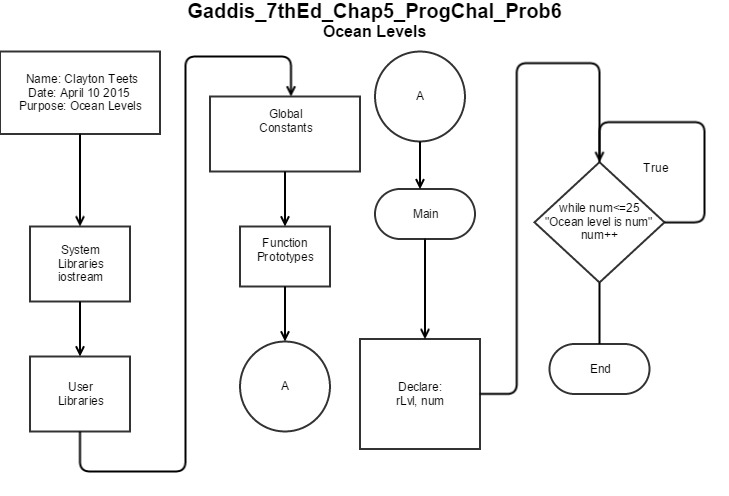 Gaddis_7thEd_Chap5_ProgChal_Prob6
Ocean Levels
Name: Clayton Teets
Date: April 10 2015
Purpose: Ocean Levels
System
Libraries
iostream
User
Libraries
Global
Constants
Function
Prototypes
A
A
Main
Declare:
rLvl, num
True
while num<=25
"Ocean level is num"
num++
End